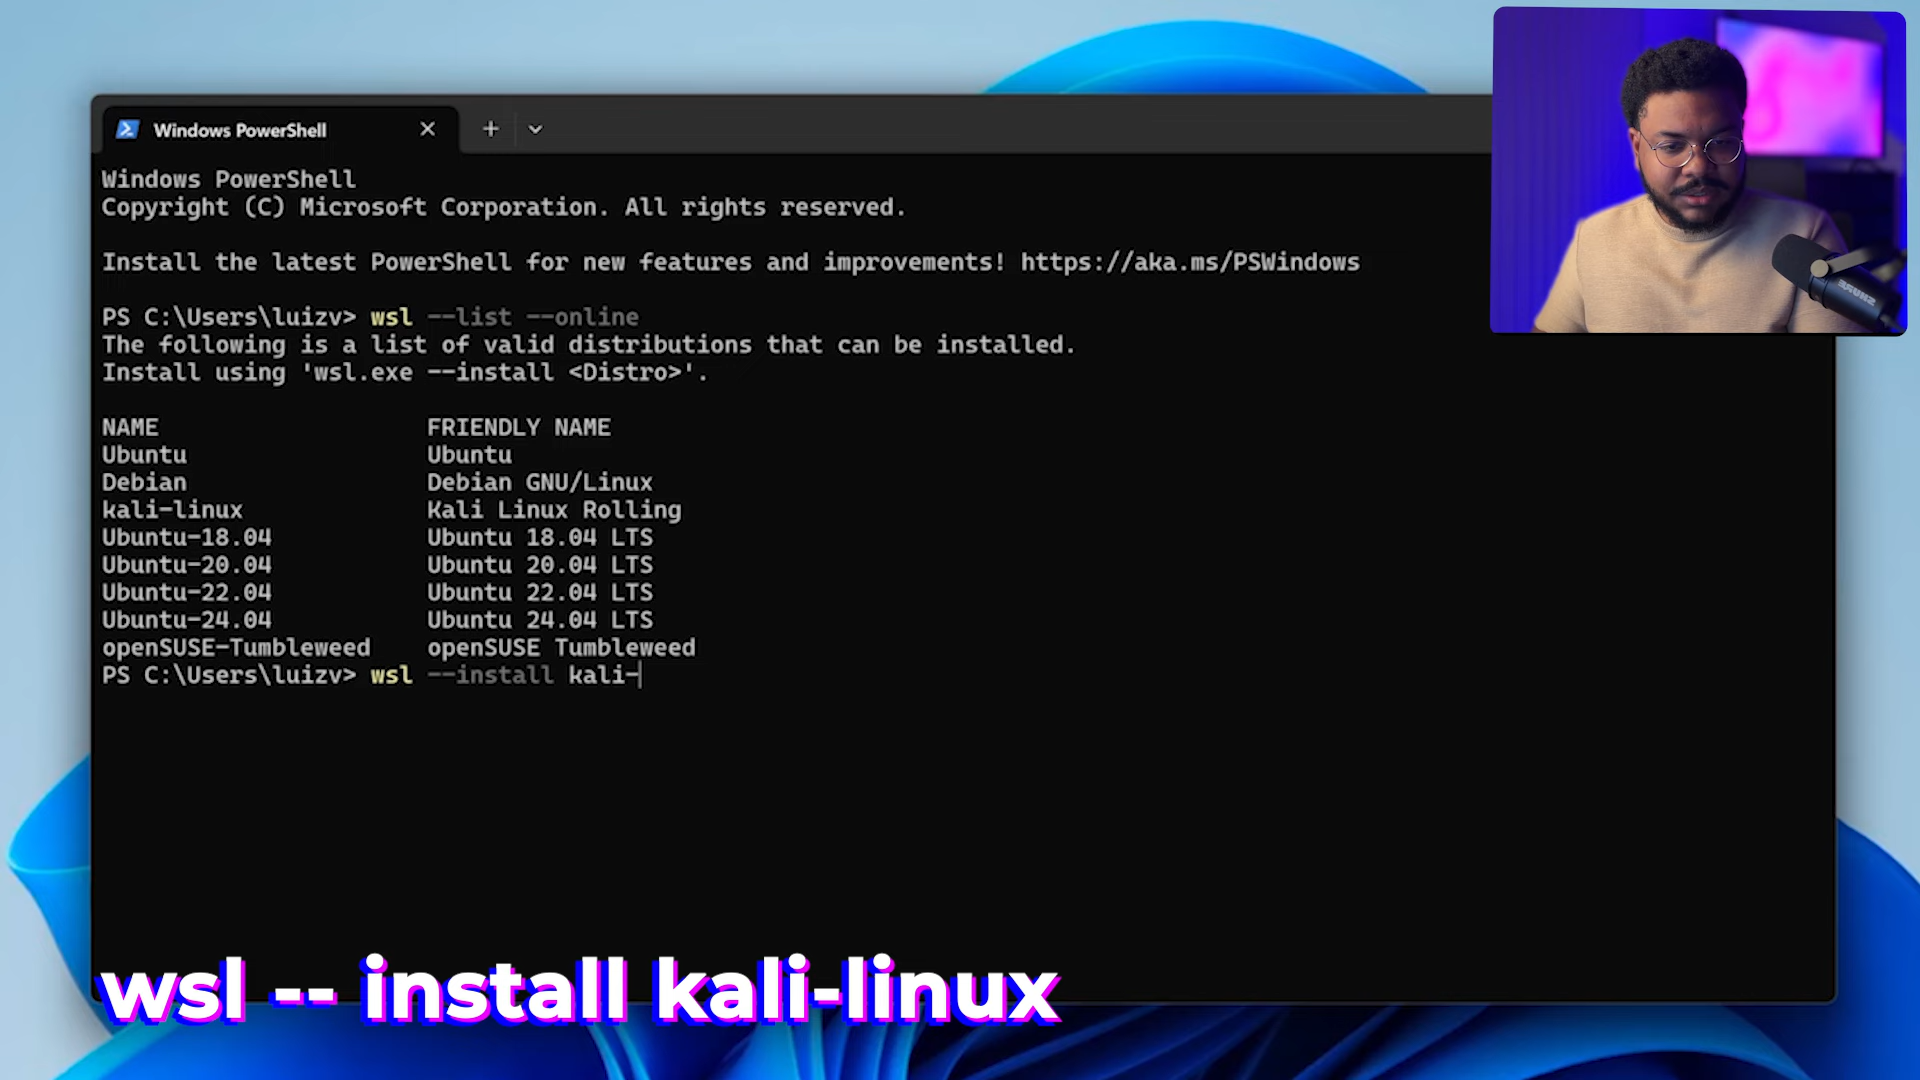 Windows PowerShell
Windows PowerShell
Copyright (C) Microsoft Corporation. All rights reserved.
Install the latest PowerShell for new features and improvements! https://aka.ms/PSWindows
PS C:\Users\luizv> wsl --list --online
The following is a list of valid distributions that can be installed.
Install using 'wsl.exe --install <Distro>'.
NAME FRIENDLY NAME
Ubuntu Ubuntu
Debian Debian GNU/Linux
kali-linux Kali Linux Rolling
Ubuntu-18.04 Ubuntu 18.04 LTS
Ubuntu-20.04 Ubuntu 20.04 LTS
Ubuntu-22.04 Ubuntu 22.04 LTS
Ubuntu-24.04 Ubuntu 24.04 LTS
openSUSE-Tumbleweed openSUSE Tumbleweed
PS C:\Users\luizv> wsl --install kali-
SHURE
wsl -- install kali-linux